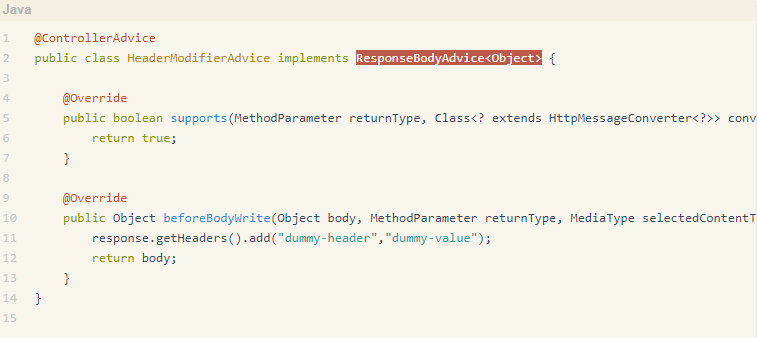 Java
1 @ControllerAdvice
2 public class HeaderModifierAdvice implements ResponseBodyAdvice<Object> {
3
4     @Override
5     public boolean supports(MethodParameter returnType, Class<? extends HttpMessageConverter<?>> conv
6         return true;
7     }
8
9     @Override
10     public Object beforeBodyWrite(Object body, MethodParameter returnType, MediaType selectedContentT
11         response.getHeaders().add("dummy-header","dummy-value");
12         return body;
13     }
14 }
15